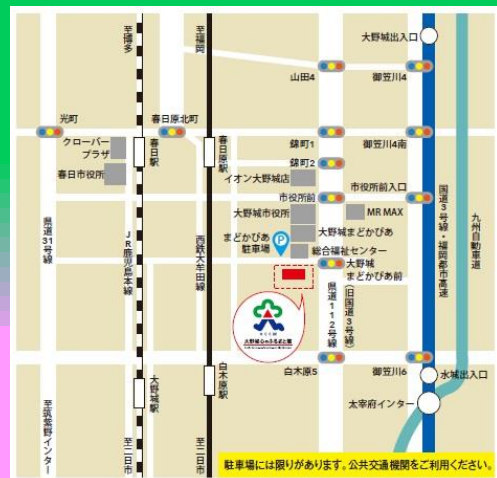 至博多
至福岡
大野城出入口
山田4
御笠川4
光町
春日原北町
クローバー
プラザ
春日市役所
春日駅
春日原駅
錦町1
御笠川4南
錦町2
イオン大野城店
市役所前
市役所前入口
大野城市役所
MR MAX
大野城まどかぴあ
まどかぴあ
駐車場
P
総合福祉センター
大野城
まどかぴあ前
県道31号線
JR鹿児島本線
西鉄大牟田線
県道112号線
(旧国道3号線)
国道3号線・福岡都市高速
九州自動車道
大野城心のふるさと館
白木原5
御笠川6
水城出入口
大野城駅
白木原駅
太宰府インター
至筑紫野インター
至二日市
至二日市
駐車場には限りがあります。公共交通機関をご利用ください。